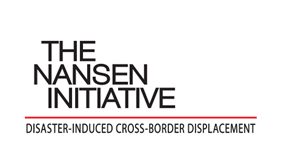 THE
NANSEN
INITIATIVE
DISASTER-INDUCED CROSS-BORDER DISPLACEMENT